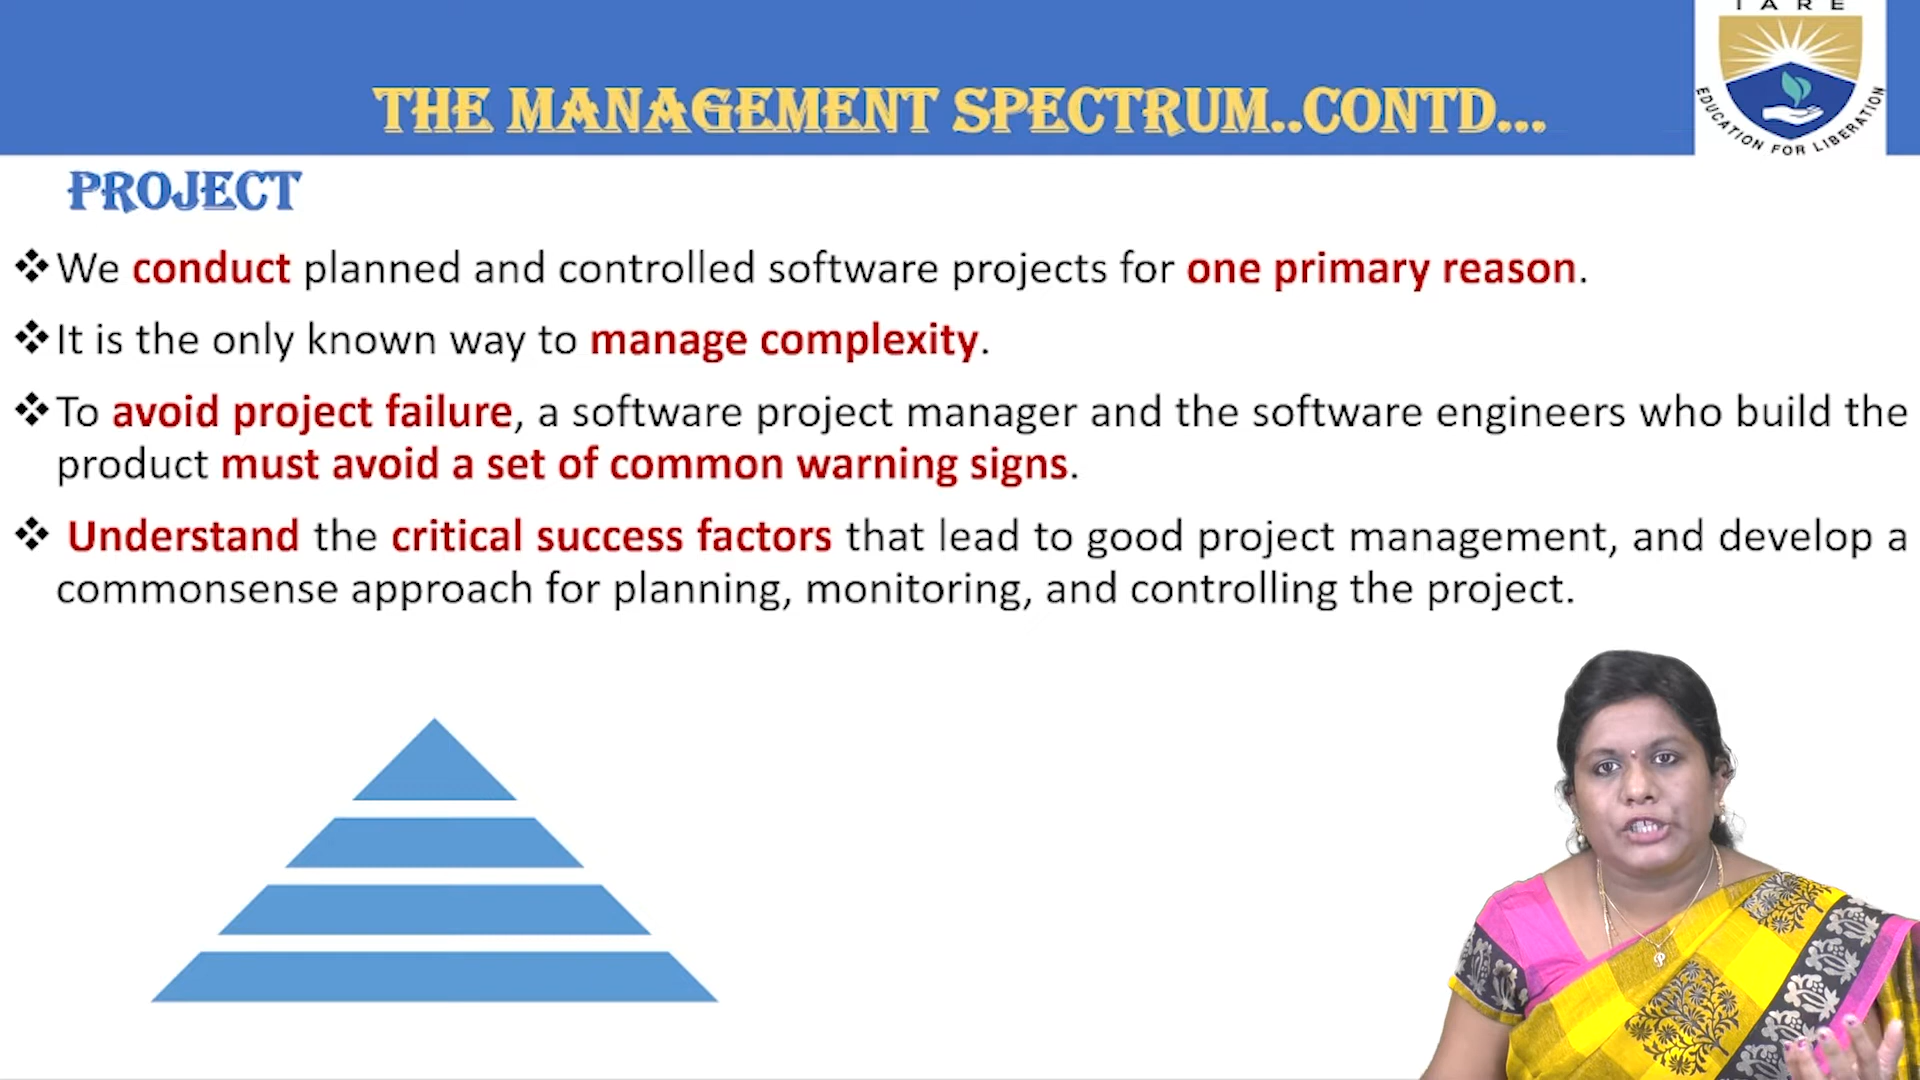 IARE
EDUCATION FOR LIBERATION
THE MANAGEMENT SPECTRUM..CONTD...
PROJECT
❖We conduct planned and controlled software projects for one primary reason.
❖It is the only known way to manage complexity.
❖To avoid project failure, a software project manager and the software engineers who build the
product must avoid a set of common warning signs.
❖ Understand the critical success factors that lead to good project management, and develop a
commonsense approach for planning, monitoring, and controlling the project.
P